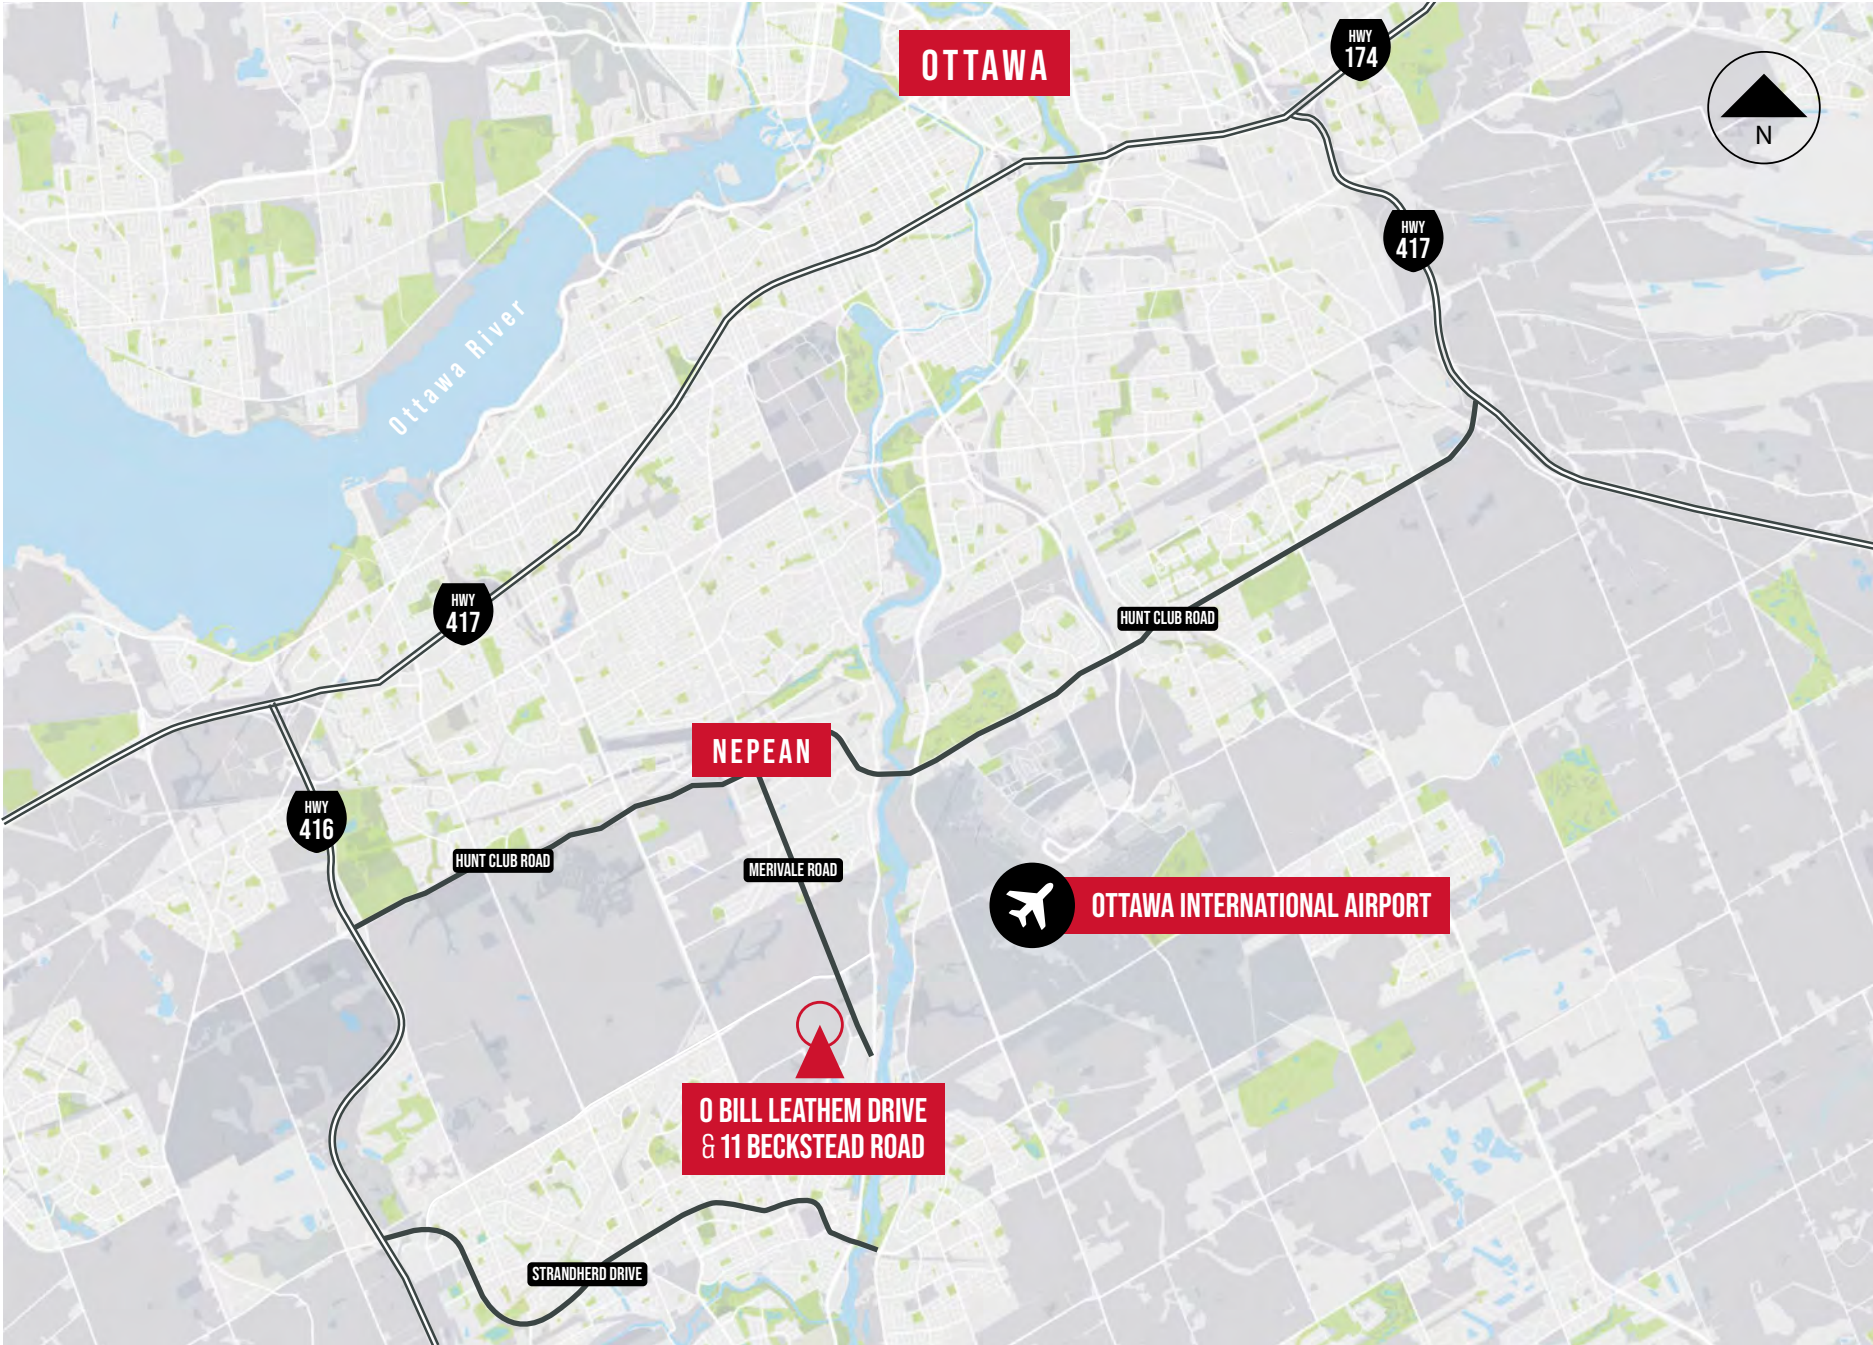 OTTAWA
HWY
174
N
HWY
417
Ottawa River
HWY
417
HUNT CLUB ROAD
NEPEAN
HWY
416
HUNT CLUB ROAD
MERIVALE ROAD
OTTAWA INTERNATIONAL AIRPORT
0 BILL LEATHEM DRIVE
& 11 BECKSTEAD ROAD
STRANDHERD DRIVE